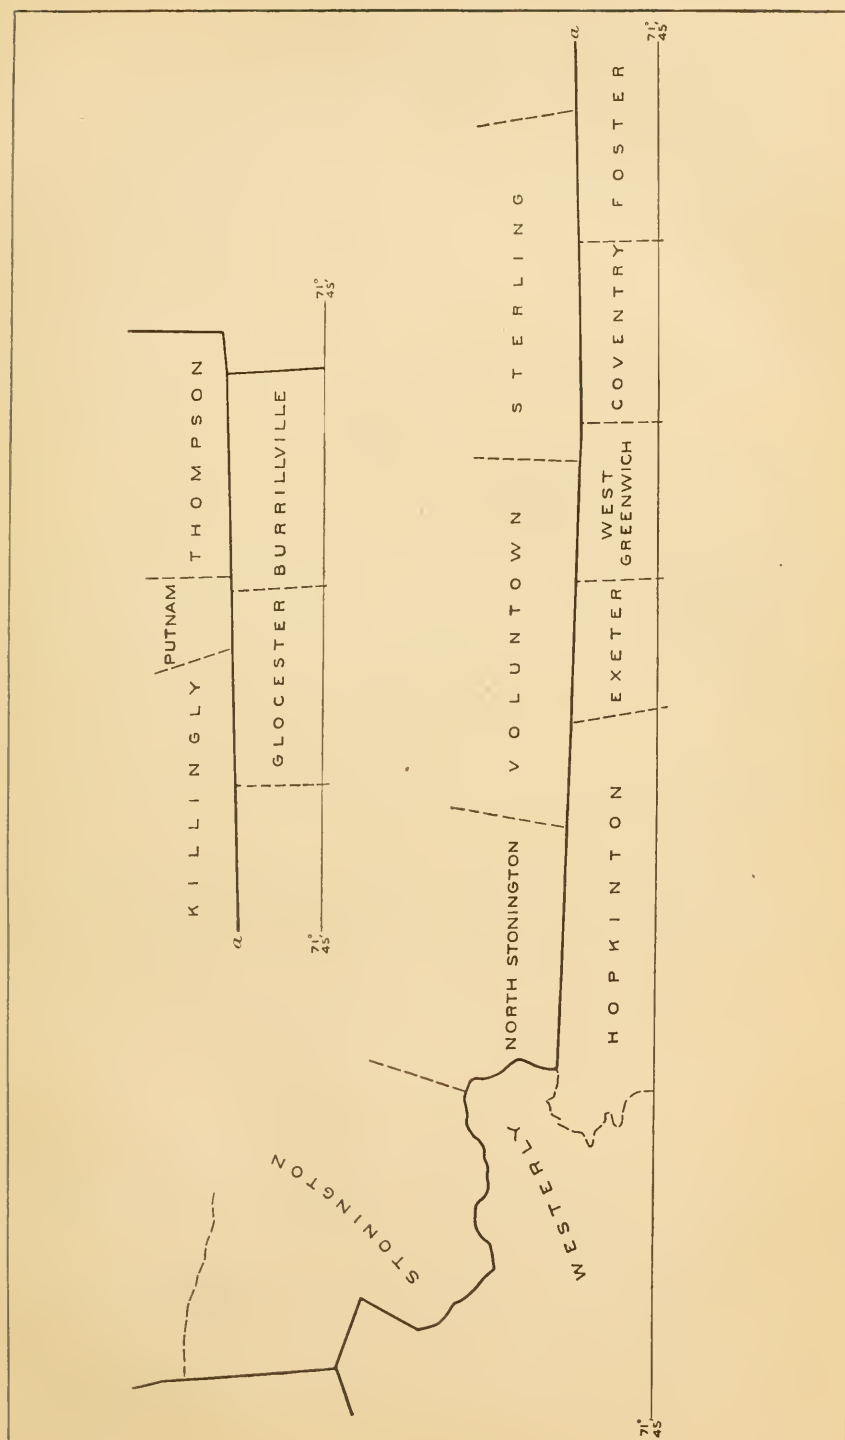 71°
45'
THOMPSON
BURRILLVILLE
PUTNAM
GLOCESTER
KILLINGLY
a
71°
45'
a
71°
45'
FOSTER
STERLING
COVENTRY
WEST
GREENWICH
VOLUNTOWN
EXETER
NORTH STONINGTON
HOPKINTON
STONINGTON
WESTERLY
71°
45'